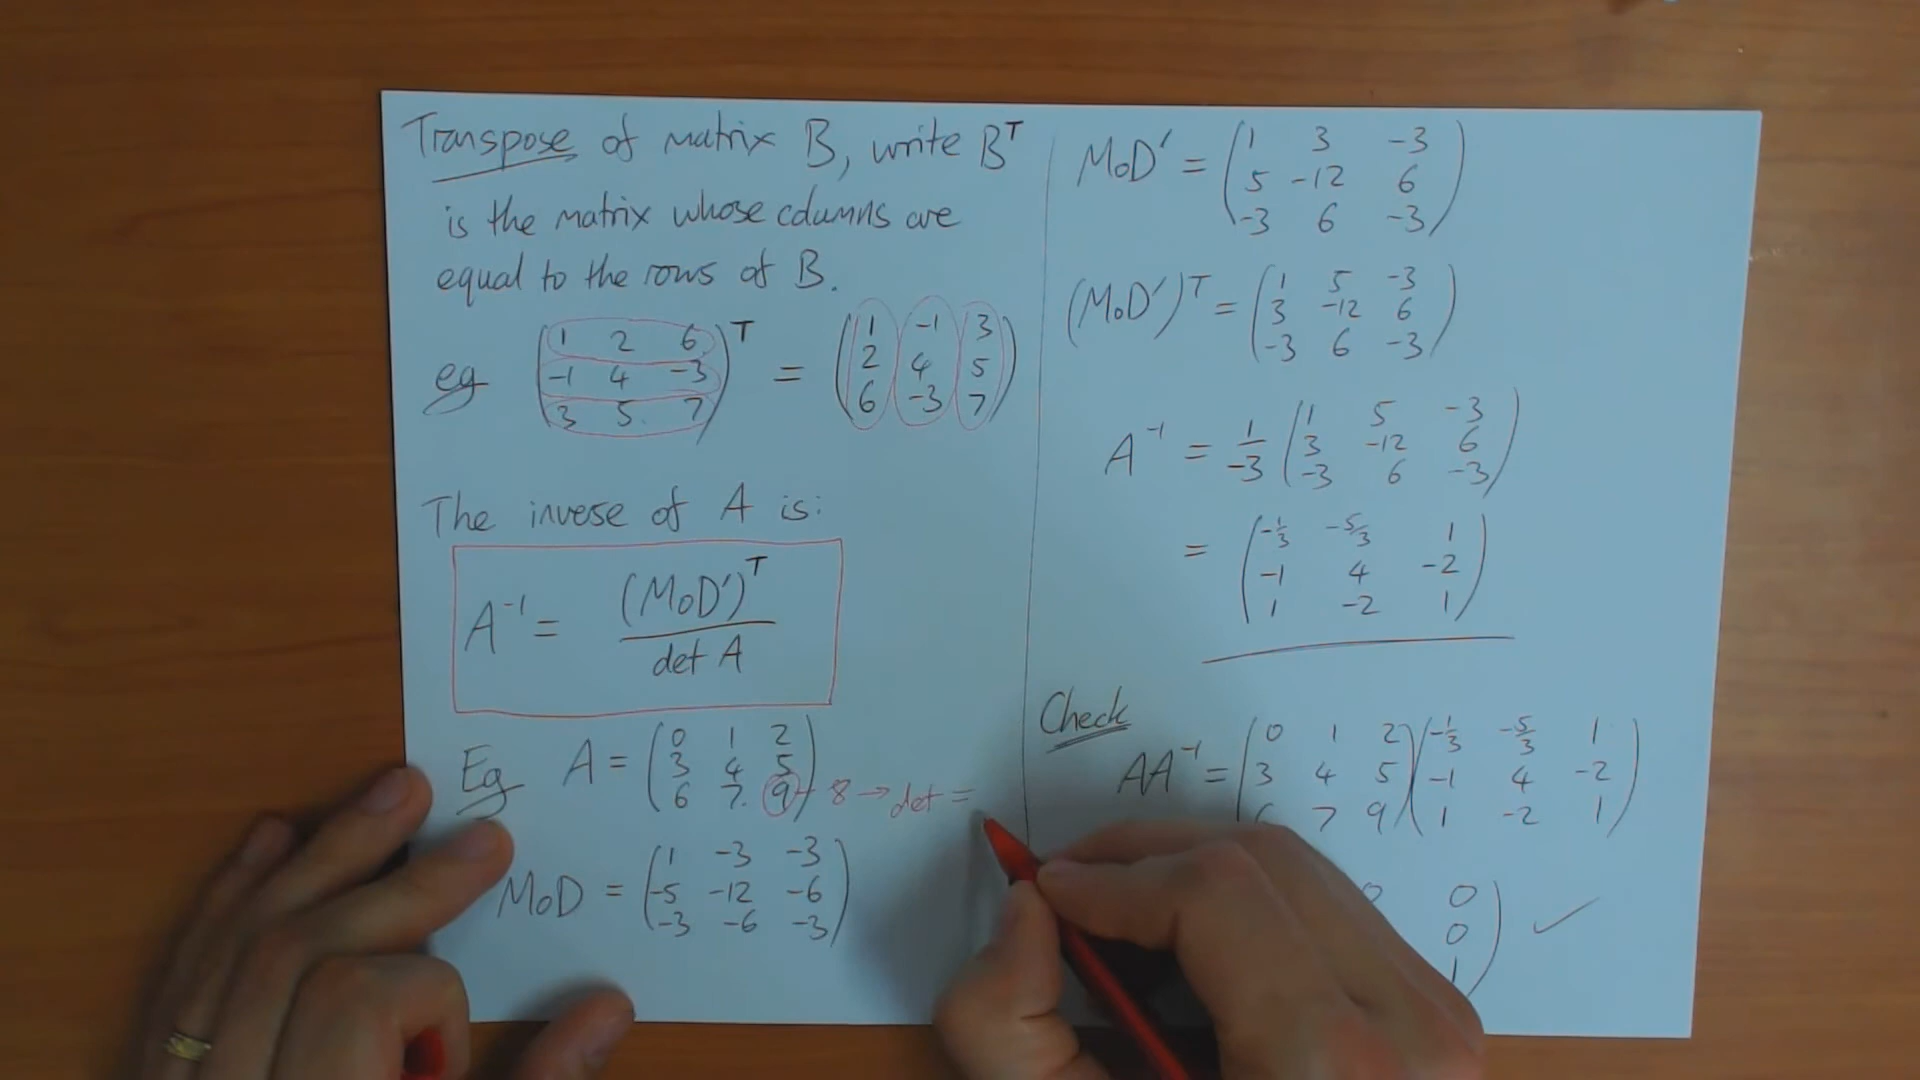 Transpose of matrix B, write Bᵀ
is the matrix whose columns are
equal to the rows of B.
eg (1 2 6
-1 4 -3
3 5 7)ᵀ = (1 -1 3
2 4 5
6 -3 7)
The invese of A is:
A⁻¹ = (MoD′)ᵀ / det A
Eg A = (0 1 2
3 4 5
6 7 9) 8 → det =
MoD = (1 -3 -3
-5 -12 -6
-3 -6 -3)
MoD′ = (1 3 -3
5 -12 6
-3 6 -3)
(MoD′)ᵀ = (1 5 -3
3 -12 6
-3 6 -3)
A⁻¹ = 1/-3 (1 5 -3
3 -12 6
-3 6 -3)
= (-1/3 -5/3 1
-1 4 -2
1 -2 1)
Check
AA⁻¹ = (0 1 2
3 4 5
7 9) (-1/3 -5/3 1
-1 4 -2
1 -2 1)
0
0
1) ✓